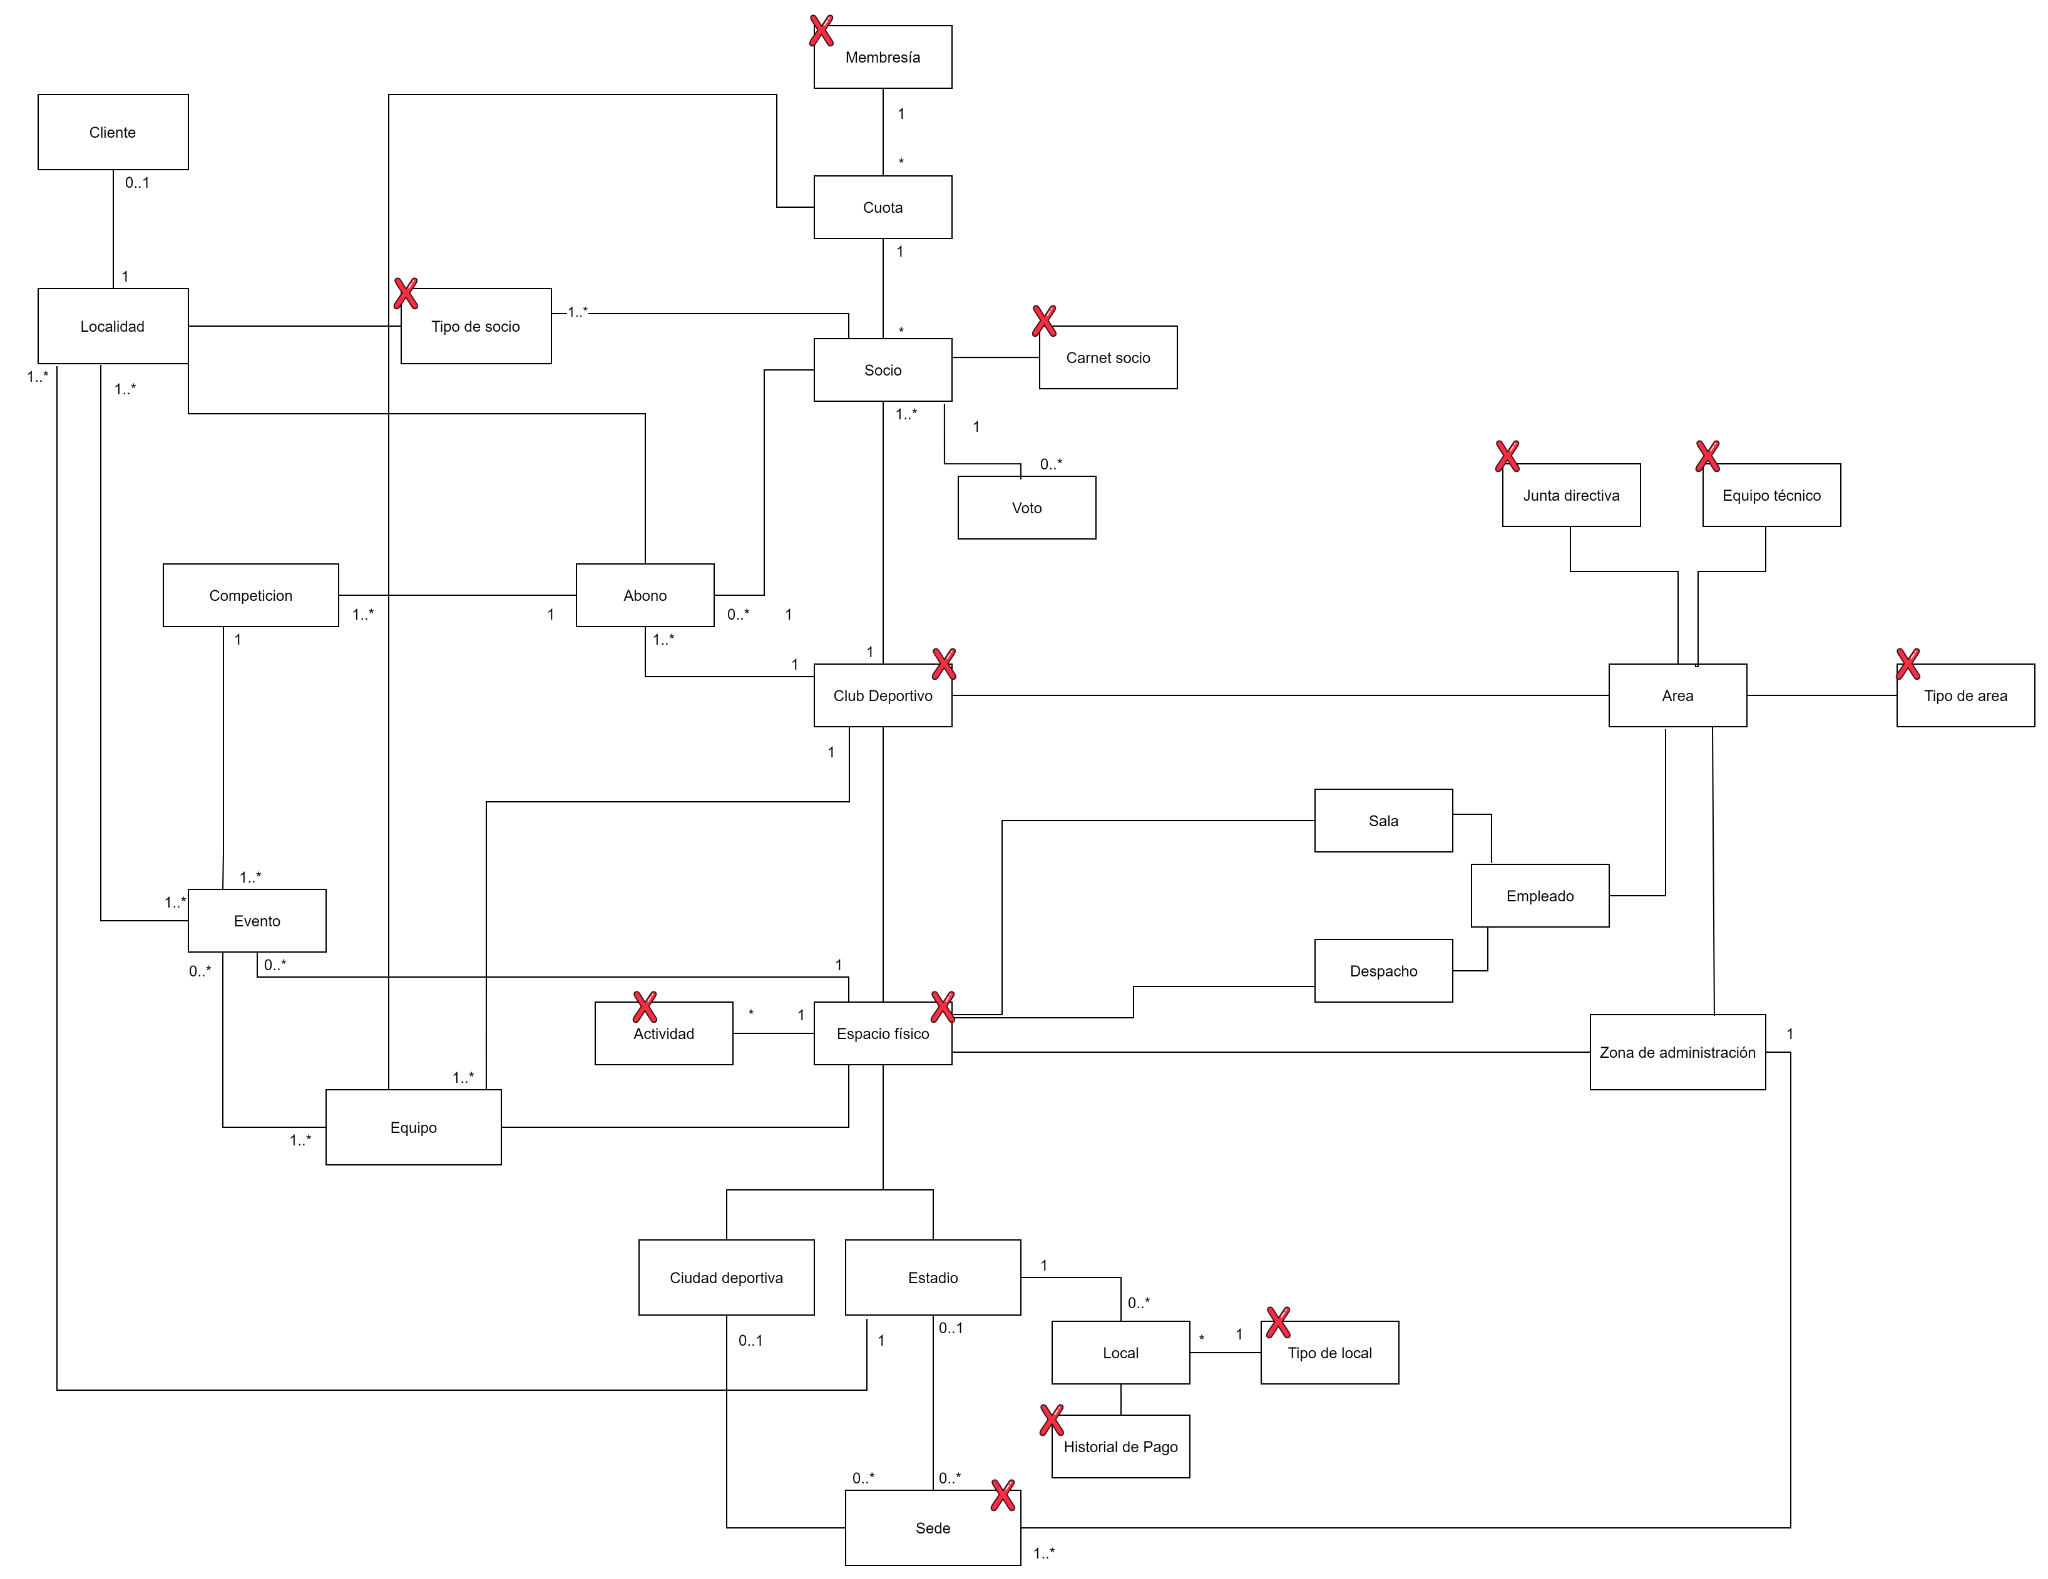 Membresía
1
*
Cliente
0..1
Cuota
1
1
Localidad
Tipo de socio
1..*
*
Socio
Carnet socio
1..*
1..*
1..*
1
0..*
Voto
Junta directiva
Equipo técnico
Competicion
1..*
1
Abono
0..*
1
1
1..*
1
1
Club Deportivo
Area
Tipo de area
1
Sala
Empleado
Despacho
1..*
1..*
Evento
0..*
0..*
1
Actividad
*
1
Espacio físico
Zona de administración
1
1..*
Equipo
1..*
Ciudad deportiva
Estadio
1
0..*
0..1
1
0..1
Local
*
1
Tipo de local
Historial de Pago
0..*
0..*
Sede
1..*